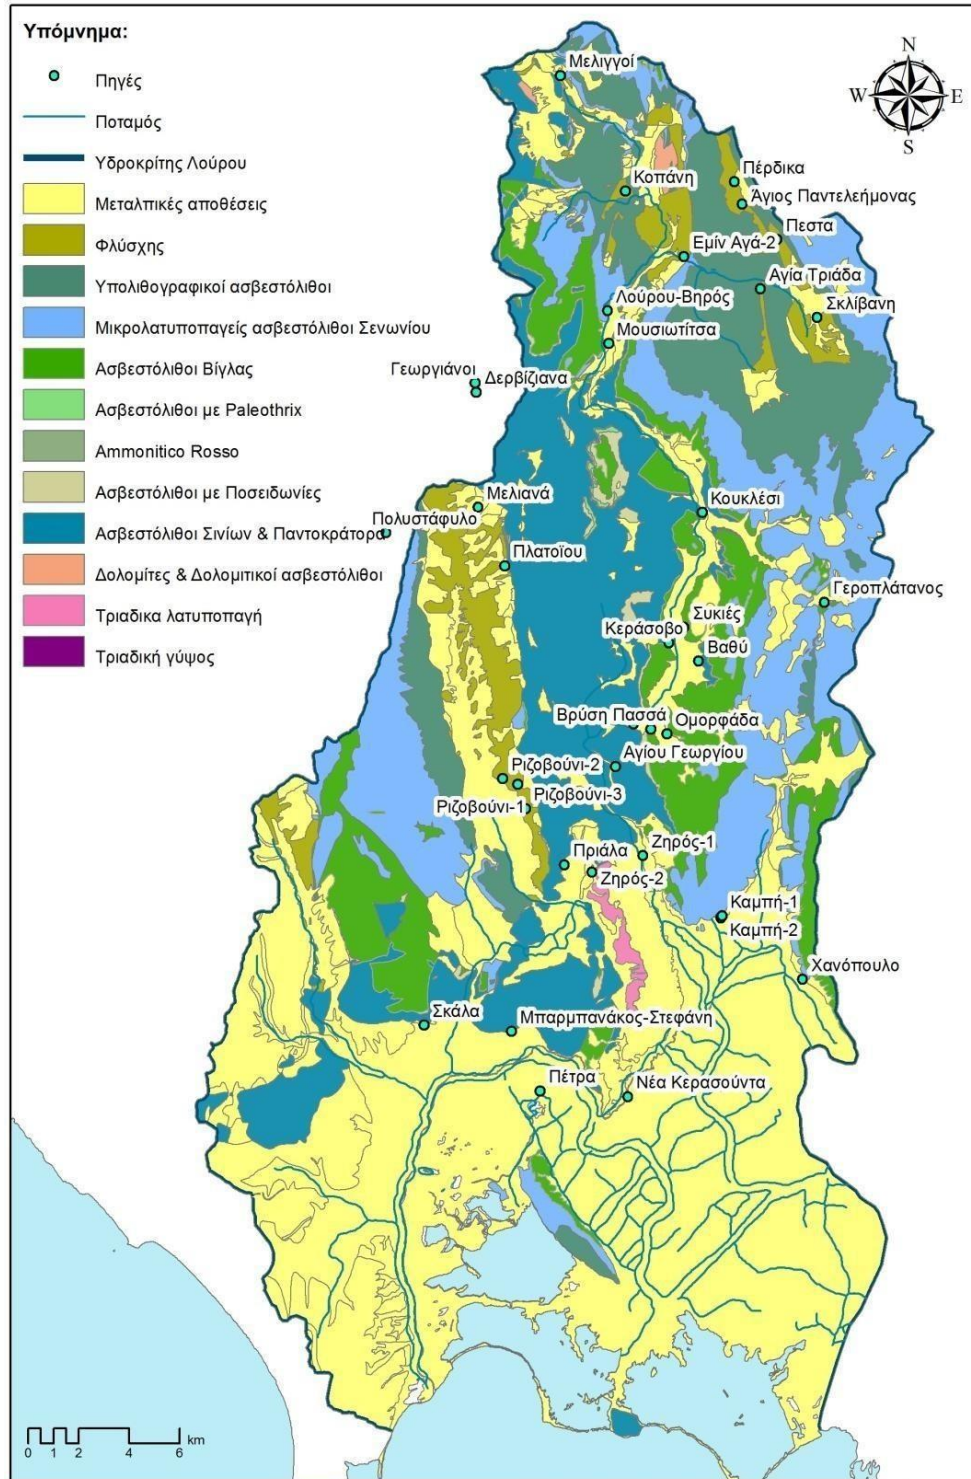 Υπόμνημα:
Πηγές
Ποταμός
Υδροκρίτης Λούρου
Μεταλπικές αποθέσεις
Φλύσχης
Υπολιθογραφικοί ασβεστόλιθοι
Μικρολατυποπαγείς ασβεστόλιθοι Σενωνίου
Ασβεστόλιθοι Βίγλας
Ασβεστόλιθοι με Paleothrix
Ammonitico Rosso
Ασβεστόλιθοι με Ποσειδωνίες
Ασβεστόλιθοι Σινίων & Παντοκράτορα
Δολομίτες & Δολομιτικοί ασβεστόλιθοι
Τριαδικα λατυποπαγή
Τριαδική γύψος
N
W E
S
Μελιγγοί
Κοπάνη
Πέρδικα
Άγιος Παντελεήμονας
Πεστα
Εμίν Αγά-2
Αγία Τριάδα
Λούρου-Βηρός
Σκλίβανη
Μουσιωτίτσα
Γεωργιάνοι
Δερβίζιανα
Μελιανά
Κουκλέσι
Πολυστάφυλο
Πλατοϊου
Γεροπλάτανος
Συκιές
Κεράσοβο
Βαθύ
Βρύση Πασσά
Ομορφάδα
Αγίου Γεωργίου
Ριζοβούνι-2
Ριζοβούνι-3
Ριζοβούνι-1
Ζηρός-1
Πριάλα
Ζηρός-2
Καμπή-1
Καμπή-2
Χανόπουλο
Σκάλα
Μπαρμπανάκος-Στεφάνη
Πέτρα
Νέα Κερασούντα
km
0 1 2 4 6